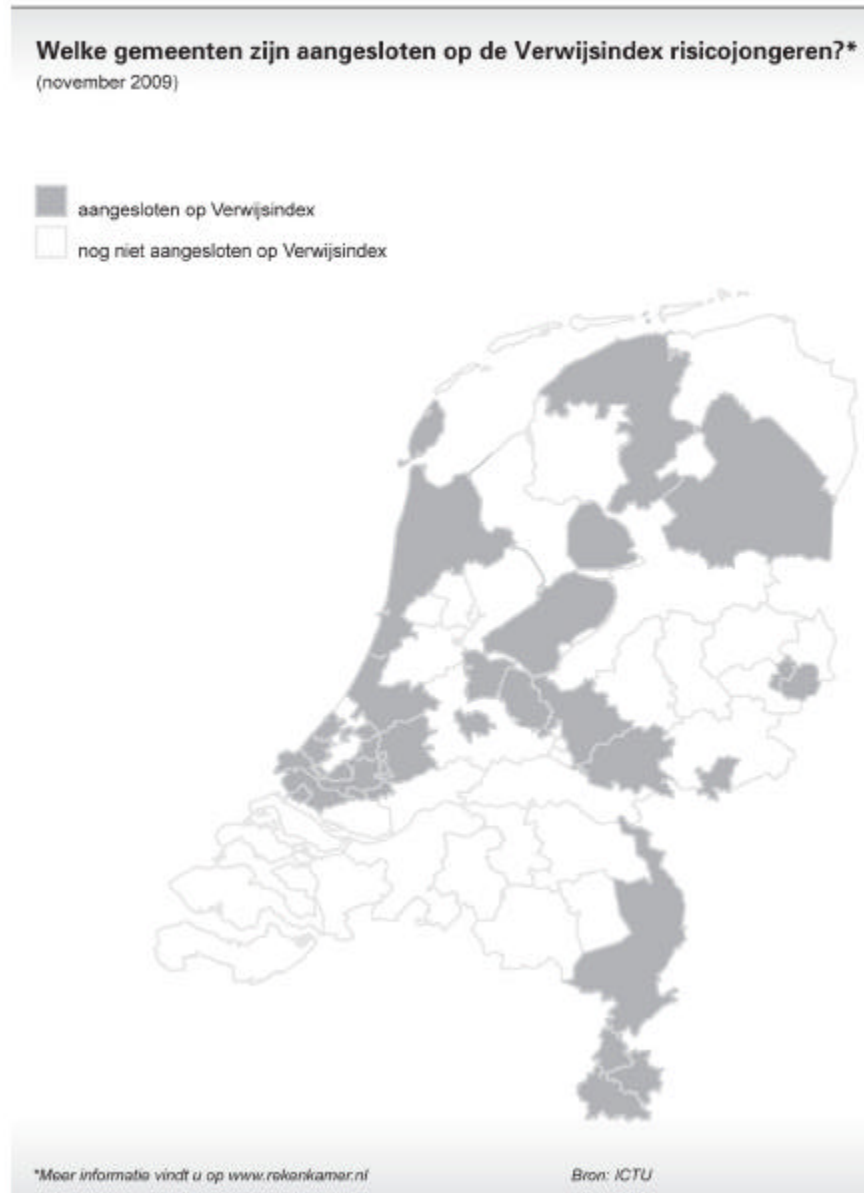 Welke gemeenten zijn aangesloten op de Verwijsindex risicojongeren?*
(november 2009)
aangesloten op Verwijsindex
nog niet aangesloten op Verwijsindex
*Meer informatie vindt u op www.rekenkamer.nl
Bron: ICTU